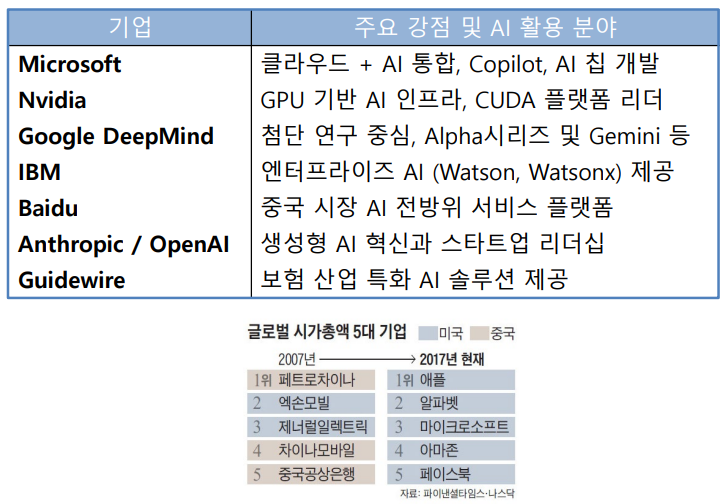 기업 주요 강점 및 AI 활용 분야
Microsoft 클라우드 + AI 통합, Copilot, AI 칩 개발
Nvidia GPU 기반 AI 인프라, CUDA 플랫폼 리더
Google DeepMind 첨단 연구 중심, Alpha시리즈 및 Gemini 등
IBM 엔터프라이즈 AI (Watson, Watsonx) 제공
Baidu 중국 시장 AI 전방위 서비스 플랫폼
Anthropic / OpenAI 생성형 AI 혁신과 스타트업 리더십
Guidewire 보험 산업 특화 AI 솔루션 제공
글로벌 시가총액 5대 기업 미국 중국
2007년 2017년 현재
1위 페트로차이나 1위 애플
2 엑손모빌 2 알파벳
3 제너럴일렉트릭 3 마이크로소프트
4 차이나모바일 4 아마존
5 중국공상은행 5 페이스북
자료: 파이낸셜타임스·나스닥